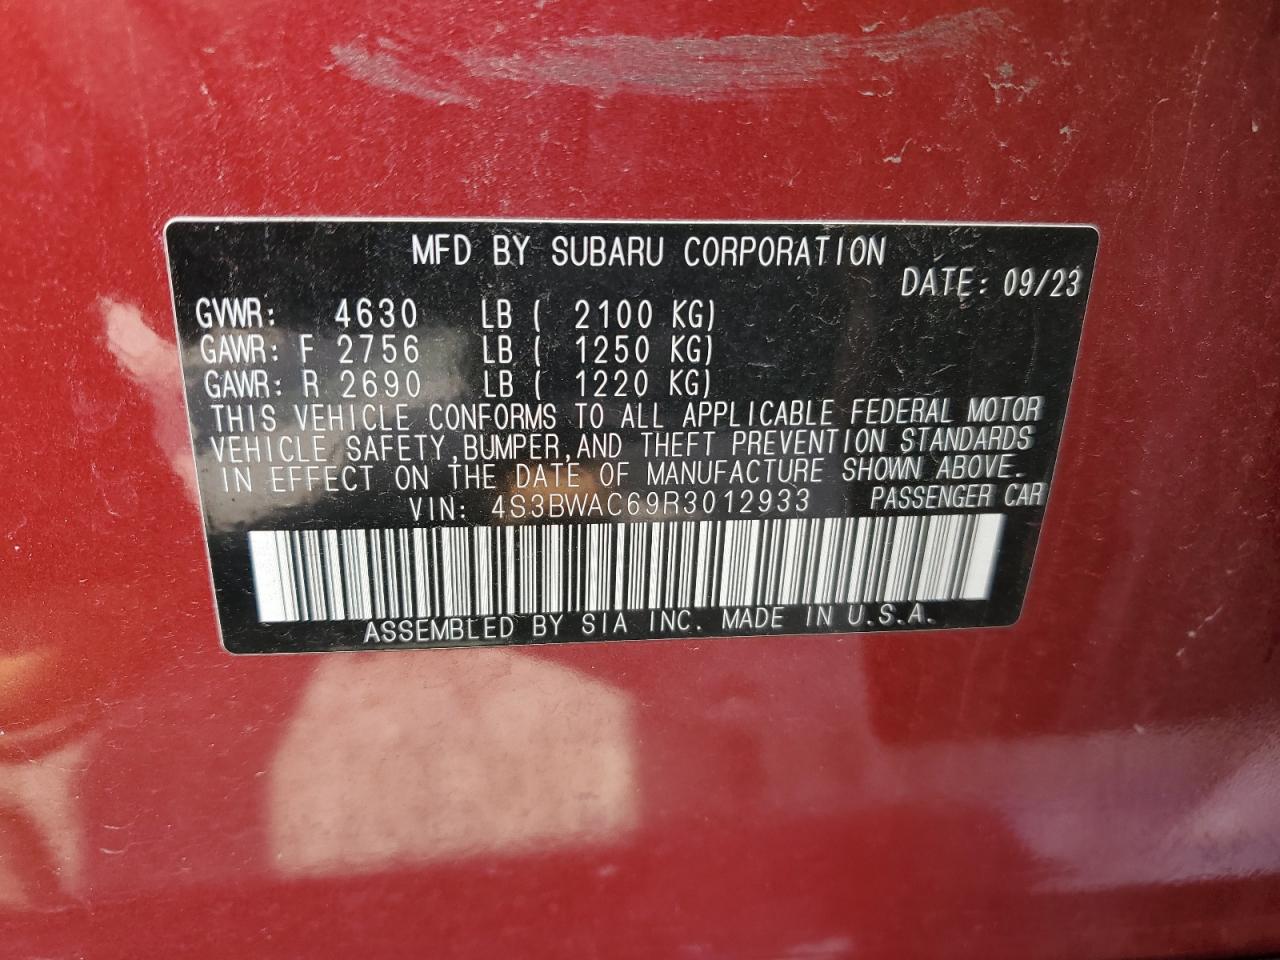 MFD BY SUBARU CORPORATION
DATE: 09/23
GVWR: 4630 LB ( 2100 KG)
GAWR: F 2756 LB ( 1250 KG)
GAWR: R 2690 LB ( 1220 KG)
THIS VEHICLE CONFORMS TO ALL APPLICABLE FEDERAL MOTOR
VEHICLE SAFETY, BUMPER, AND THEFT PREVENTION STANDARDS
IN EFFECT ON THE DATE OF MANUFACTURE SHOWN ABOVE.
VIN: 4S3BWAC69R3012933 PASSENGER CAR
ASSEMBLED BY SIA INC. MADE IN U.S.A.